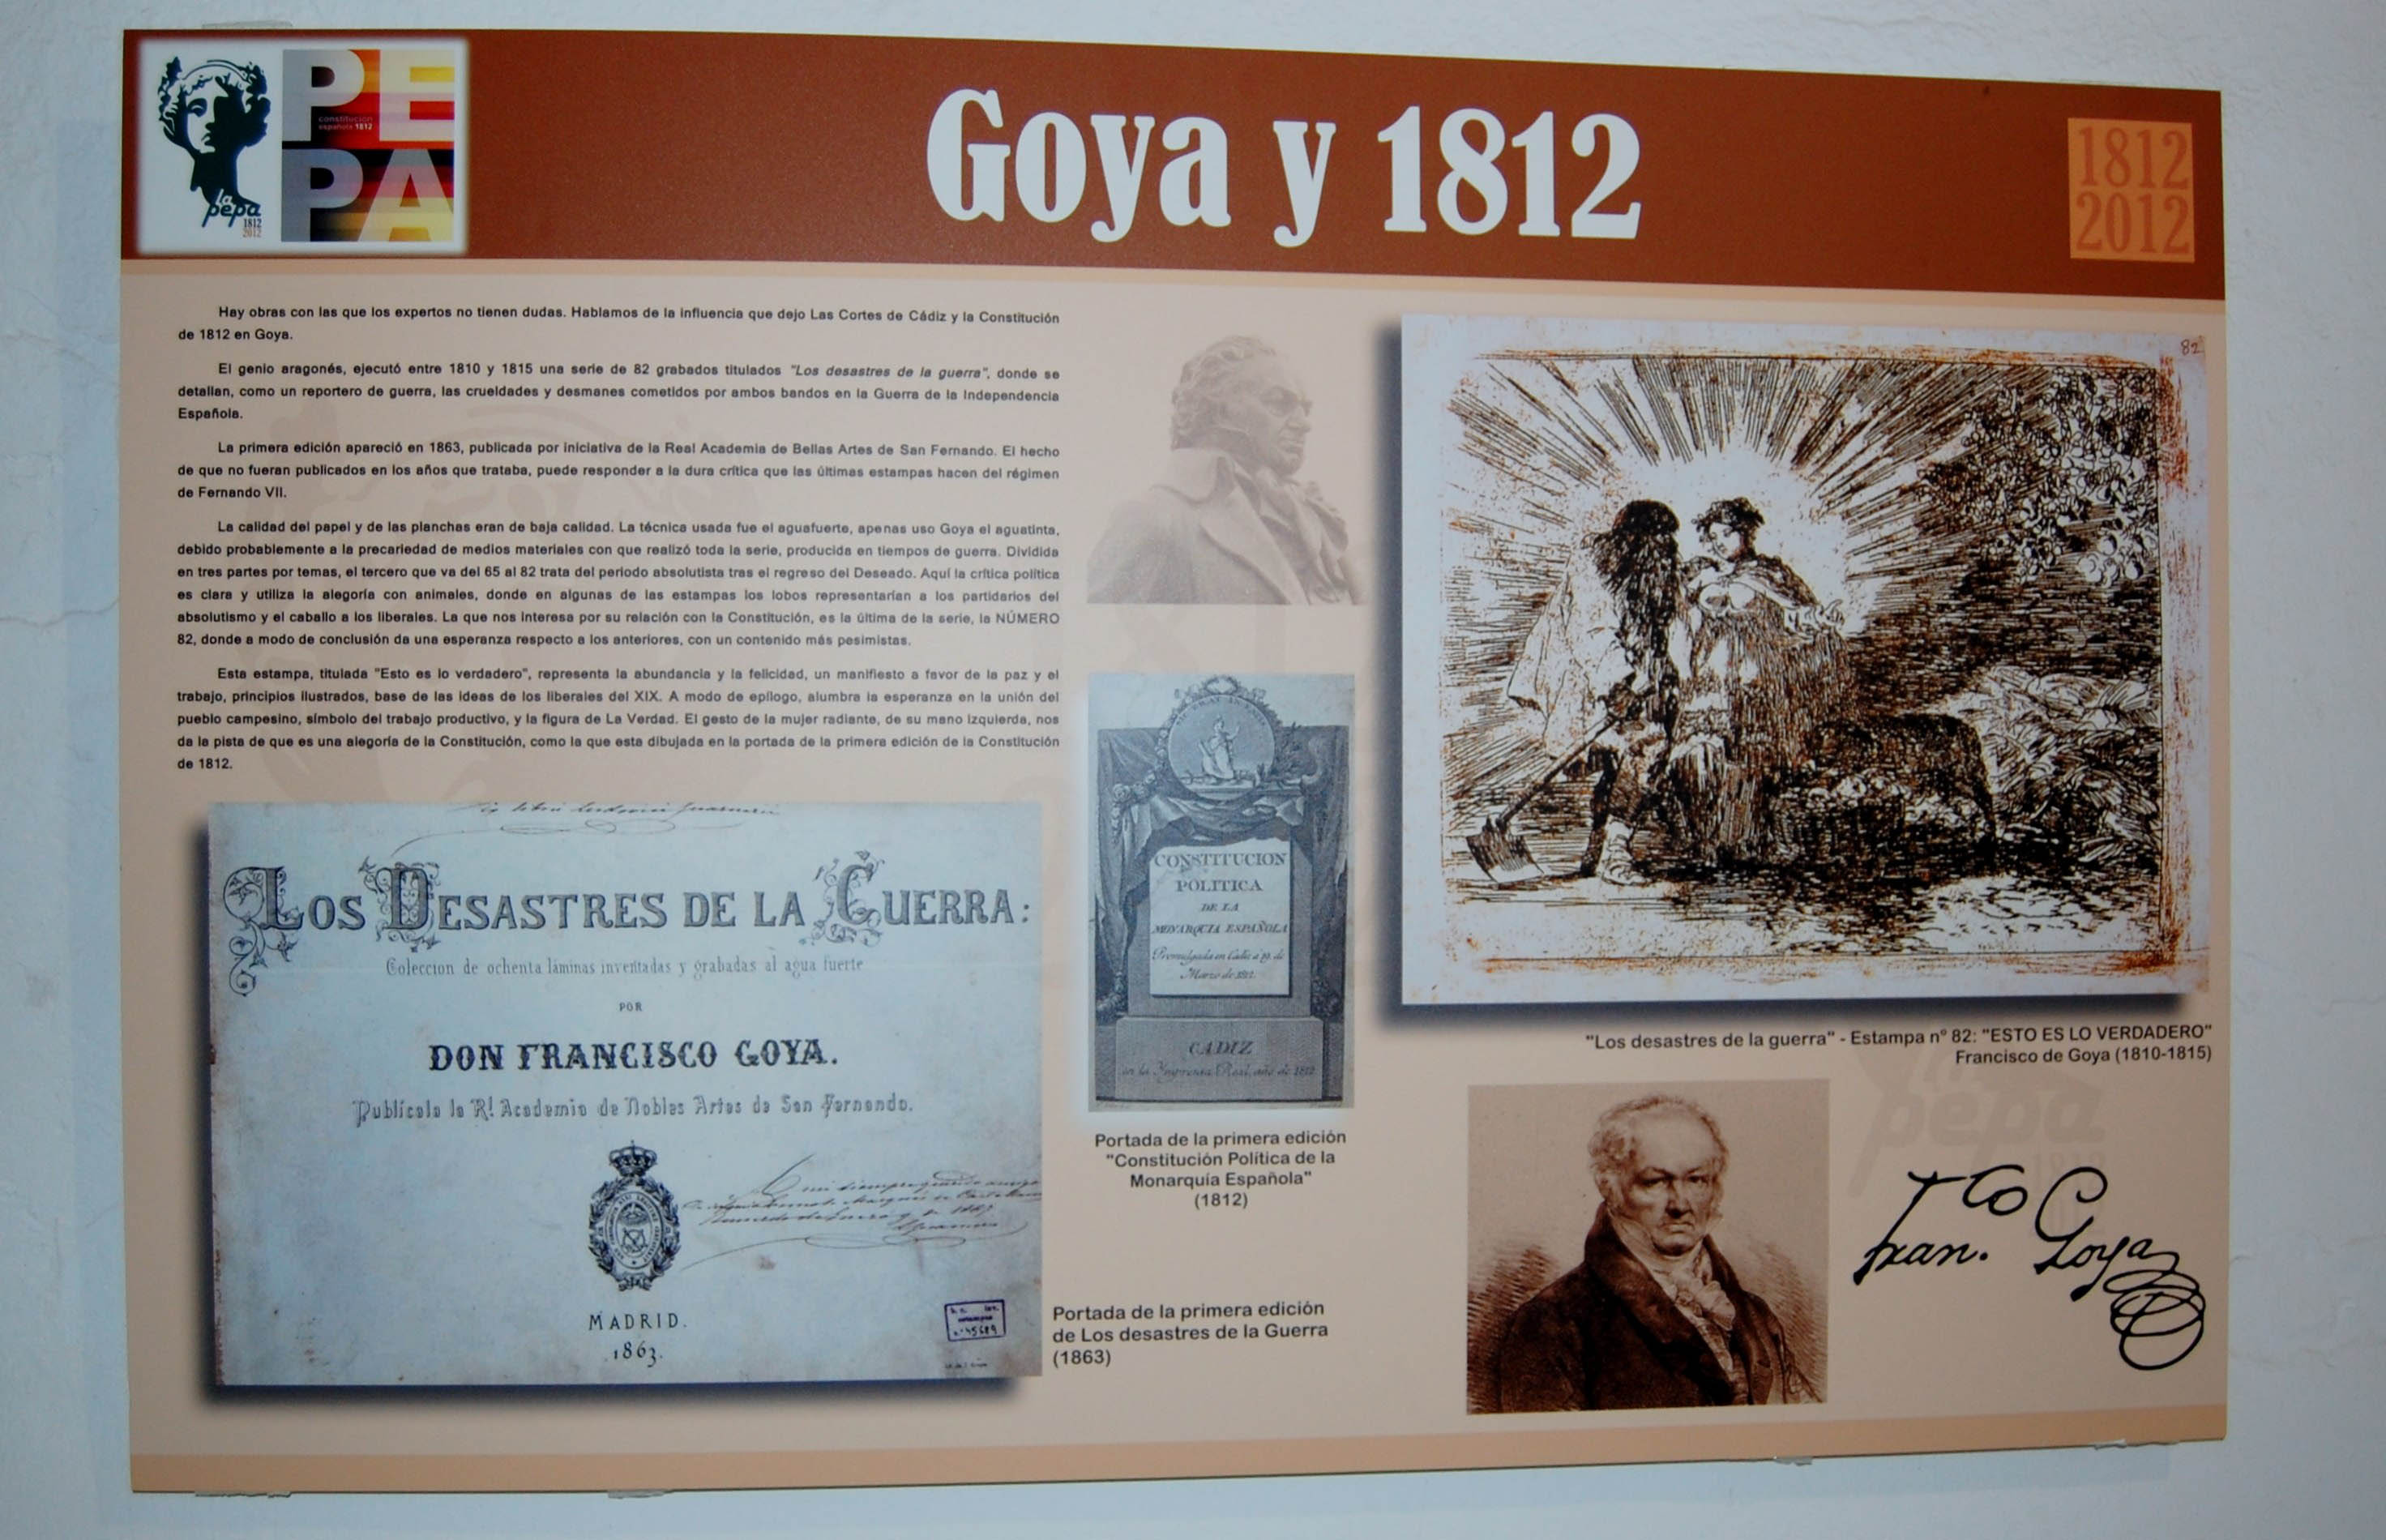 PE
constitución
española 1812
PA
la
pepa
1812
2012
Goya y 1812
1812
2012
Hay obras con las que los expertos no tienen dudas. Hablamos de la influencia que dejo Las Cortes de Cádiz y la Constitución
de 1812 en Goya.
El genio aragonés, ejecutó entre 1810 y 1815 una serie de 82 grabados titulados "Los desastres de la guerra", donde se
detallan, como un reportero de guerra, las crueldades y desmanes cometidos por ambos bandos en la Guerra de la Independencia
Española.
La primera edición apareció en 1863, publicada por iniciativa de la Real Academia de Bellas Artes de San Fernando. El hecho
de que no fueran publicados en los años que trataba, puede responder a la dura crítica que las últimas estampas hacen del régimen
de Fernando VII.
La calidad del papel y de las planchas eran de baja calidad. La técnica usada fue el aguafuerte, apenas uso Goya el aguatinta,
debido probablemente a la precariedad de medios materiales con que realizó toda la serie, producida en tiempos de guerra. Dividida
en tres partes por temas, el tercero que va del 65 al 82 trata del periodo absolutista tras el regreso del Deseado. Aquí la crítica política
es clara y utiliza la alegoría con animales, donde en algunas de las estampas los lobos representarían a los partidarios del
absolutismo y el caballo a los liberales. La que nos interesa por su relación con la Constitución, es la última de la serie, la NÚMERO
82, donde a modo de conclusión da una esperanza respecto a los anteriores, con un contenido más pesimistas.
Esta estampa, titulada "Esto es lo verdadero", representa la abundancia y la felicidad, un manifiesto a favor de la paz y el
trabajo, principios ilustrados, base de las ideas de los liberales del XIX. A modo de epílogo, alumbra la esperanza en la unión del
pueblo campesino, símbolo del trabajo productivo, y la figura de La Verdad. El gesto de la mujer radiante, de su mano izquierda, nos
da la pista de que es una alegoría de la Constitución, como la que esta dibujada en la portada de la primera edición de la Constitución
de 1812.
LOS DESASTRES DE LA GUERRA:
Coleccion de ochenta láminas inventadas y grabadas al agua fuerte
POR
DON FRANCISCO GOYA.
Publícala la Rl. Academia de Nobles Artes de San Fernando.
MADRID.
1863.
CONSTITUCION
POLITICA
DE LA
MONARQUIA ESPAÑOLA
Promulgada en Cádiz á 19 de
Marzo de 1812.
CADIZ
en la Imprenta Real, año de 1812
Portada de la primera edición
"Constitución Política de la
Monarquía Española"
(1812)
Portada de la primera edición
de Los desastres de la Guerra
(1863)
82
"Los desastres de la guerra" - Estampa nº 82: "ESTO ES LO VERDADERO"
Francisco de Goya (1810-1815)
Fran.co Goya